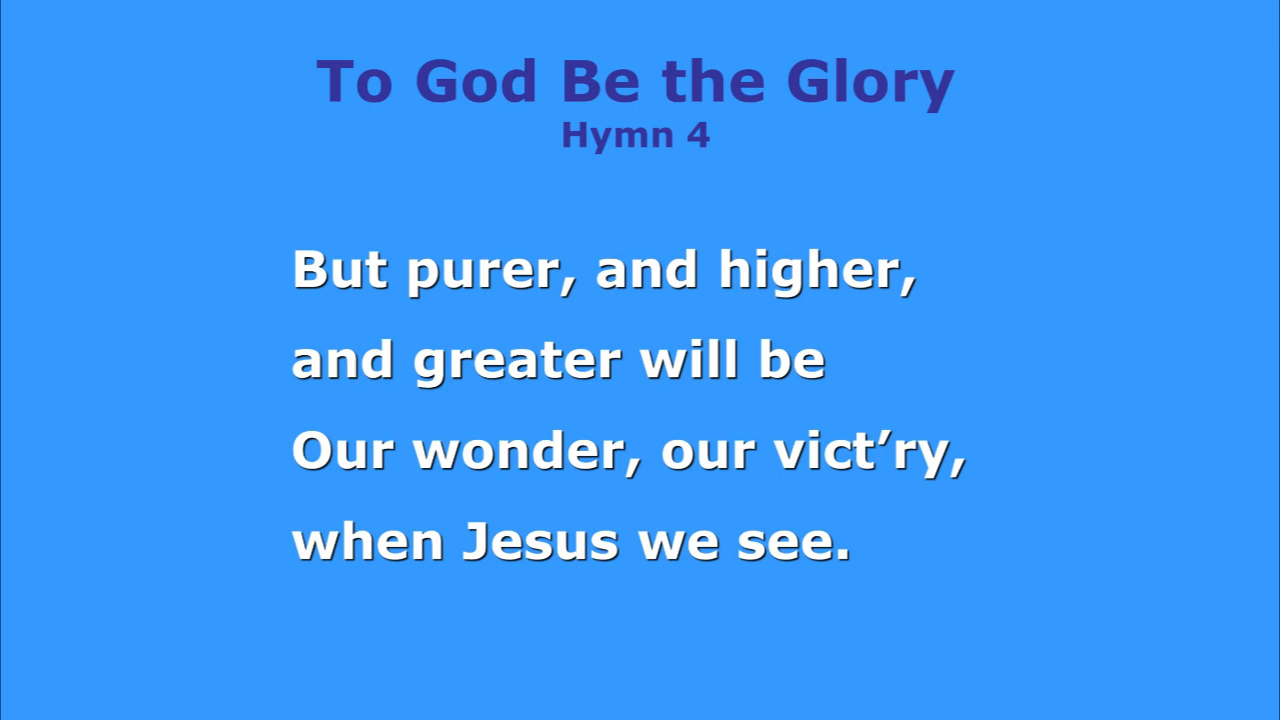 To God Be the Glory
Hymn 4
But purer, and higher,
and greater will be
Our wonder, our vict’ry,
when Jesus we see.